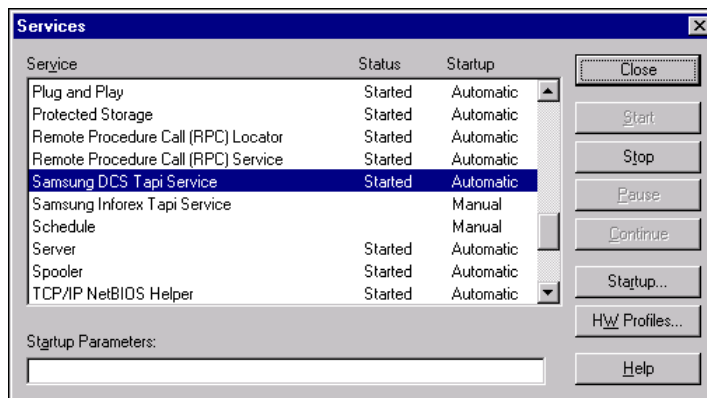 Services
Service Status Startup
Plug and Play Started Automatic
Protected Storage Started Automatic
Remote Procedure Call (RPC) Locator Started Automatic
Remote Procedure Call (RPC) Service Started Automatic
Samsung DCS Tapi Service Started Automatic
Samsung Inforex Tapi Service Manual
Schedule Manual
Server Started Automatic
Spooler Started Automatic
TCP/IP NetBIOS Helper Started Automatic
Startup Parameters:
Close
Start
Stop
Pause
Continue
Startup...
HW Profiles...
Help